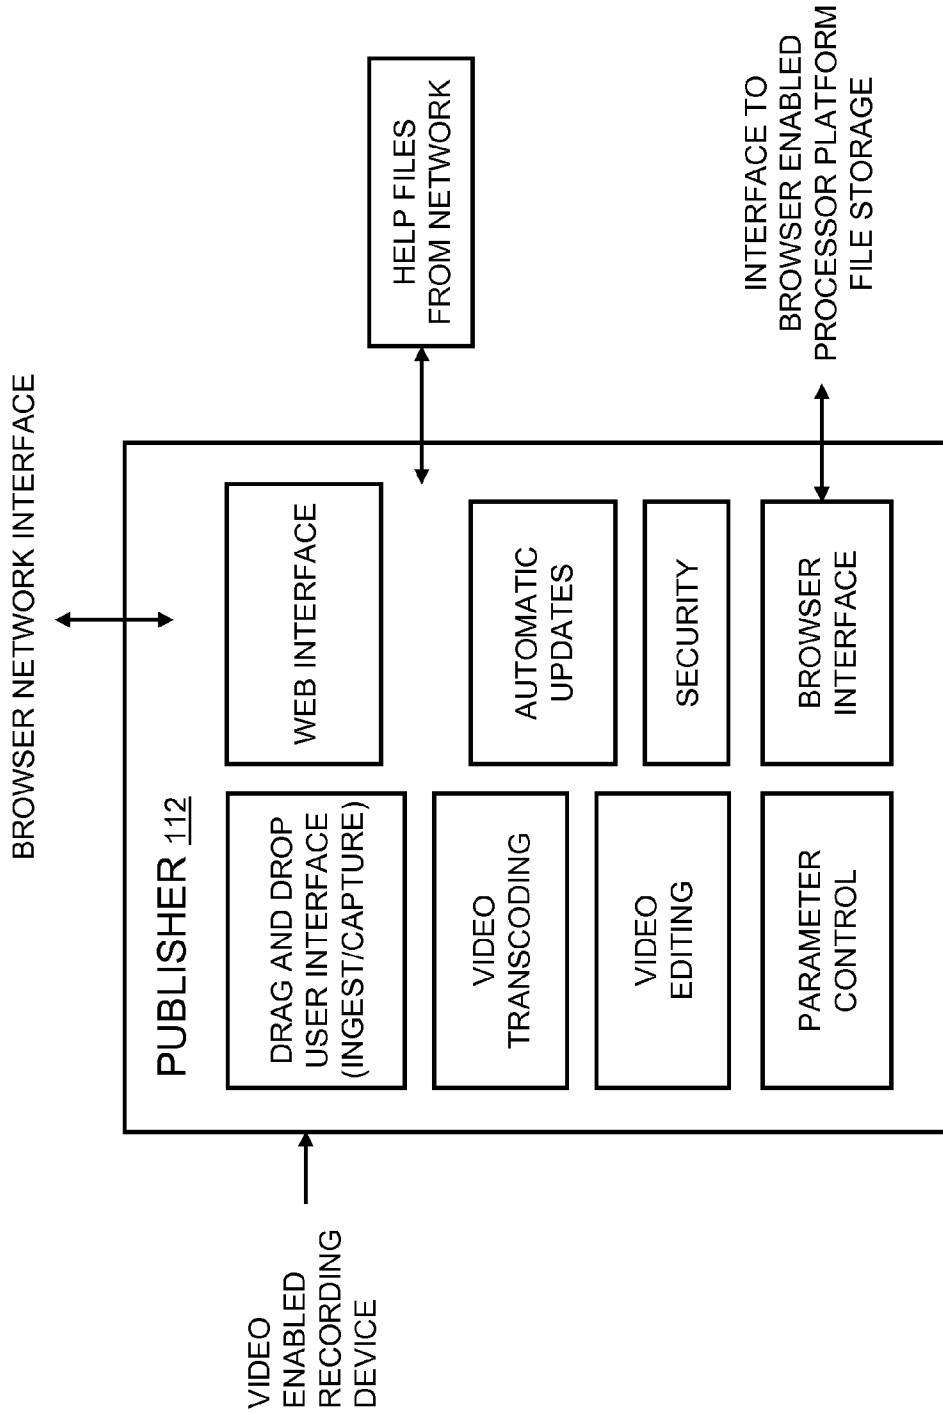 BROWSER NETWORK INTERFACE
PUBLISHER 112
VIDEO
ENABLED
RECORDING
DEVICE
DRAG AND DROP
USER INTERFACE
(INGEST/CAPTURE)
WEB INTERFACE
HELP FILES
FROM NETWORK
VIDEO
TRANSCODING
AUTOMATIC
UPDATES
VIDEO
EDITING
SECURITY
PARAMETER
CONTROL
BROWSER
INTERFACE
INTERFACE TO
BROWSER ENABLED
PROCESSOR PLATFORM
FILE STORAGE